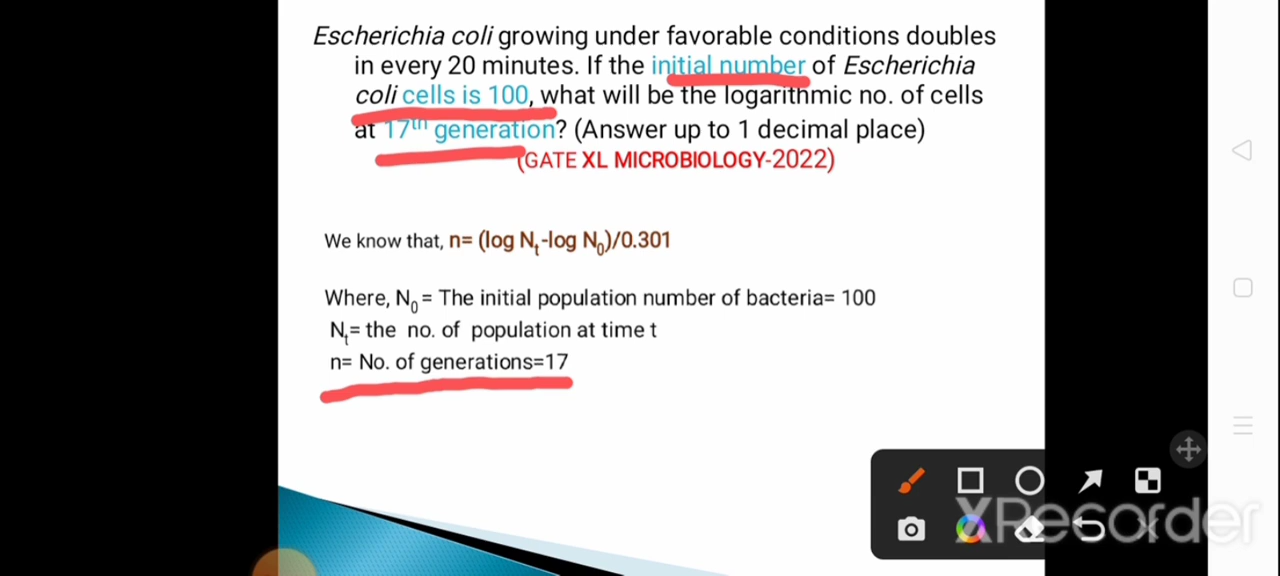 Escherichia coli growing under favorable conditions doubles
in every 20 minutes. If the initial number of Escherichia
coli cells is 100, what will be the logarithmic no. of cells
at 17th generation? (Answer up to 1 decimal place)
(GATE XL MICROBIOLOGY-2022)
We know that, n= (log Nt-log N0)/0.301
Where, N0 = The initial population number of bacteria= 100
Nt= the no. of population at time t
n= No. of generations=17
XRecorder